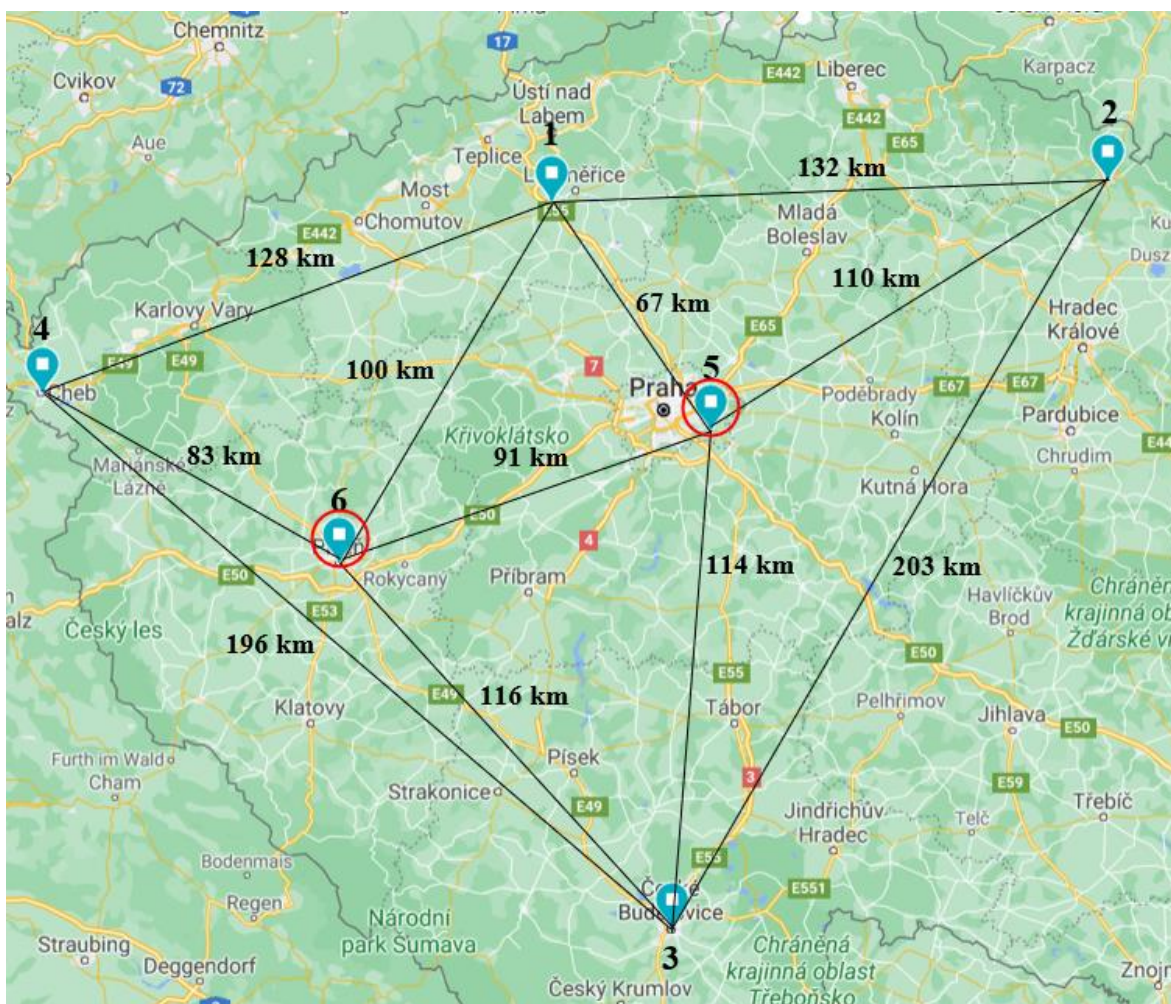 Chemnitz
17
Cvikov
72
E442
Liberec
Karpacz
Ústí nad
Labem
2
Aue
1
E442
E65
Teplice
132 km
Most
Chomutov
E55
Mladá
Boleslav
E442
128 km
110 km
Dusz
Karlovy Vary
67 km
Hradec
Králové
4
E49
E49
100 km
E65
7
5
Cheb
Praha
Poděbrady
E67
E67
Kolín
Pardubice
Křivoklátsko
Mariánské
Lázně
83 km
91 km
Chrudim
Kutná Hora
6
E50
4
E50
Rokycany
Příbram
114 km
203 km
Havlíčkův
Brod
E53
Český les
E50
196 km
E49
116 km
E55
Klatovy
Tábor
Pelhřimov
Jihlava
E50
Furth im Wald
Cham
Písek
3
E59
Strakonice
E49
Jindřichův
Hradec
Telč
Třebíč
Bodenmais
E55
Regen
E551
Národní
park Šumava
3
Straubing
Chráněná
krajinná oblast
Třeboňsko
Deggendorf
Znojm
Český Krumlov